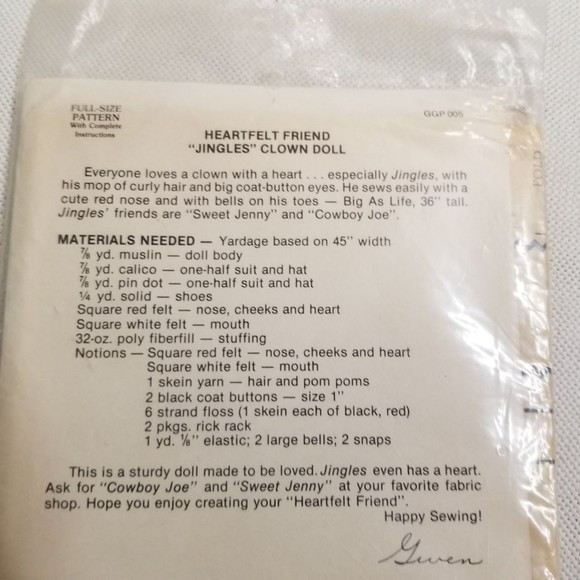 FULL-SIZE
PATTERN
With Complete
Instructions
GGP 005
HEARTFELT FRIEND
"JINGLES" CLOWN DOLL
Everyone loves a clown with a heart . . . especially Jingles, with
his mop of curly hair and big coat-button eyes. He sews easily with a
cute red nose and with bells on his toes — Big As Life, 36" tall.
Jingles' friends are "Sweet Jenny" and "Cowboy Joe".
MATERIALS NEEDED — Yardage based on 45" width
⅞ yd. muslin — doll body
⅞ yd. calico — one-half suit and hat
⅞ yd. pin dot — one-half suit and hat
¼ yd. solid — shoes
Square red felt — nose, cheeks and heart
Square white felt — mouth
32-oz. poly fiberfill — stuffing
Notions — Square red felt — nose, cheeks and heart
Square white felt — mouth
1 skein yarn — hair and pom poms
2 black coat buttons — size 1"
6 strand floss (1 skein each of black, red)
2 pkgs. rick rack
1 yd. ⅛" elastic; 2 large bells; 2 snaps
This is a sturdy doll made to be loved. Jingles even has a heart.
Ask for "Cowboy Joe" and "Sweet Jenny" at your favorite fabric
shop. Hope you enjoy creating your "Heartfelt Friend".
Happy Sewing!
Gwen